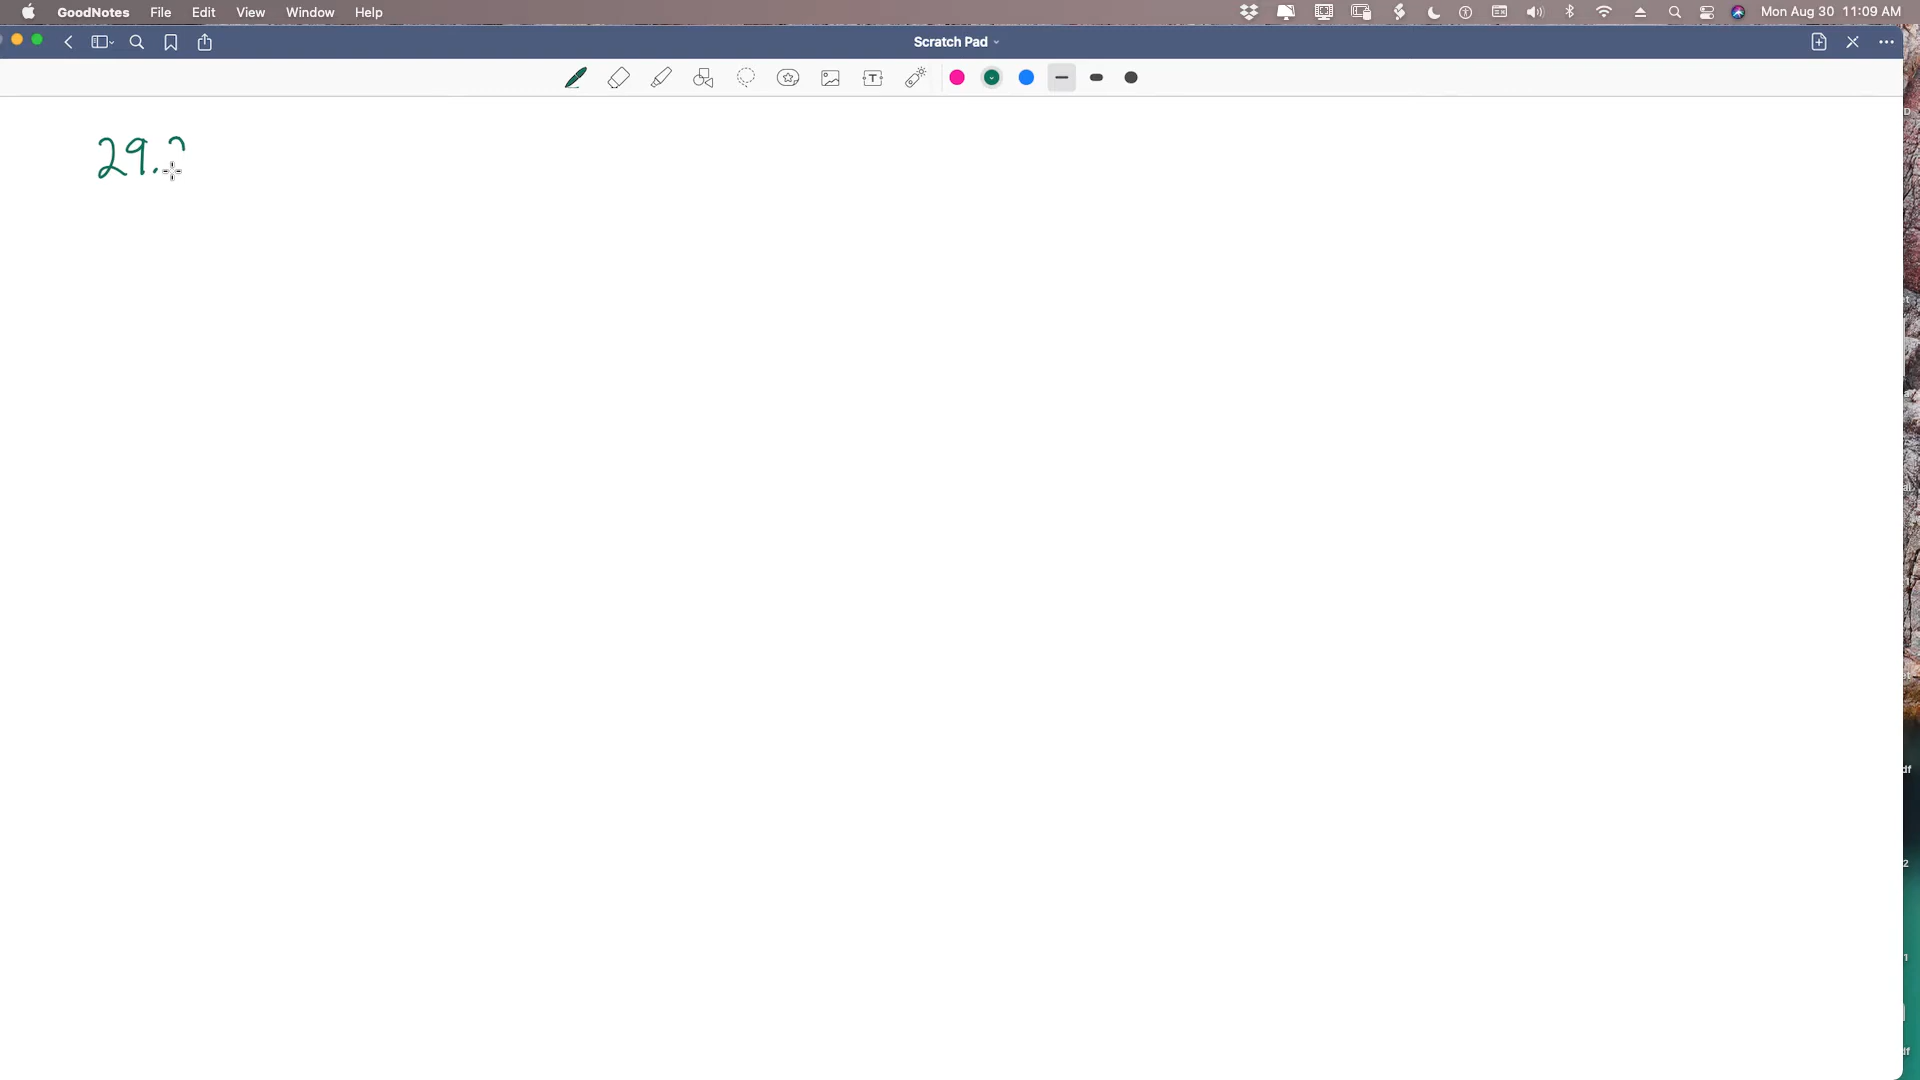 GoodNotes File Edit View Window Help Mon Aug 30 11:09 AM
Scratch Pad
T
29.